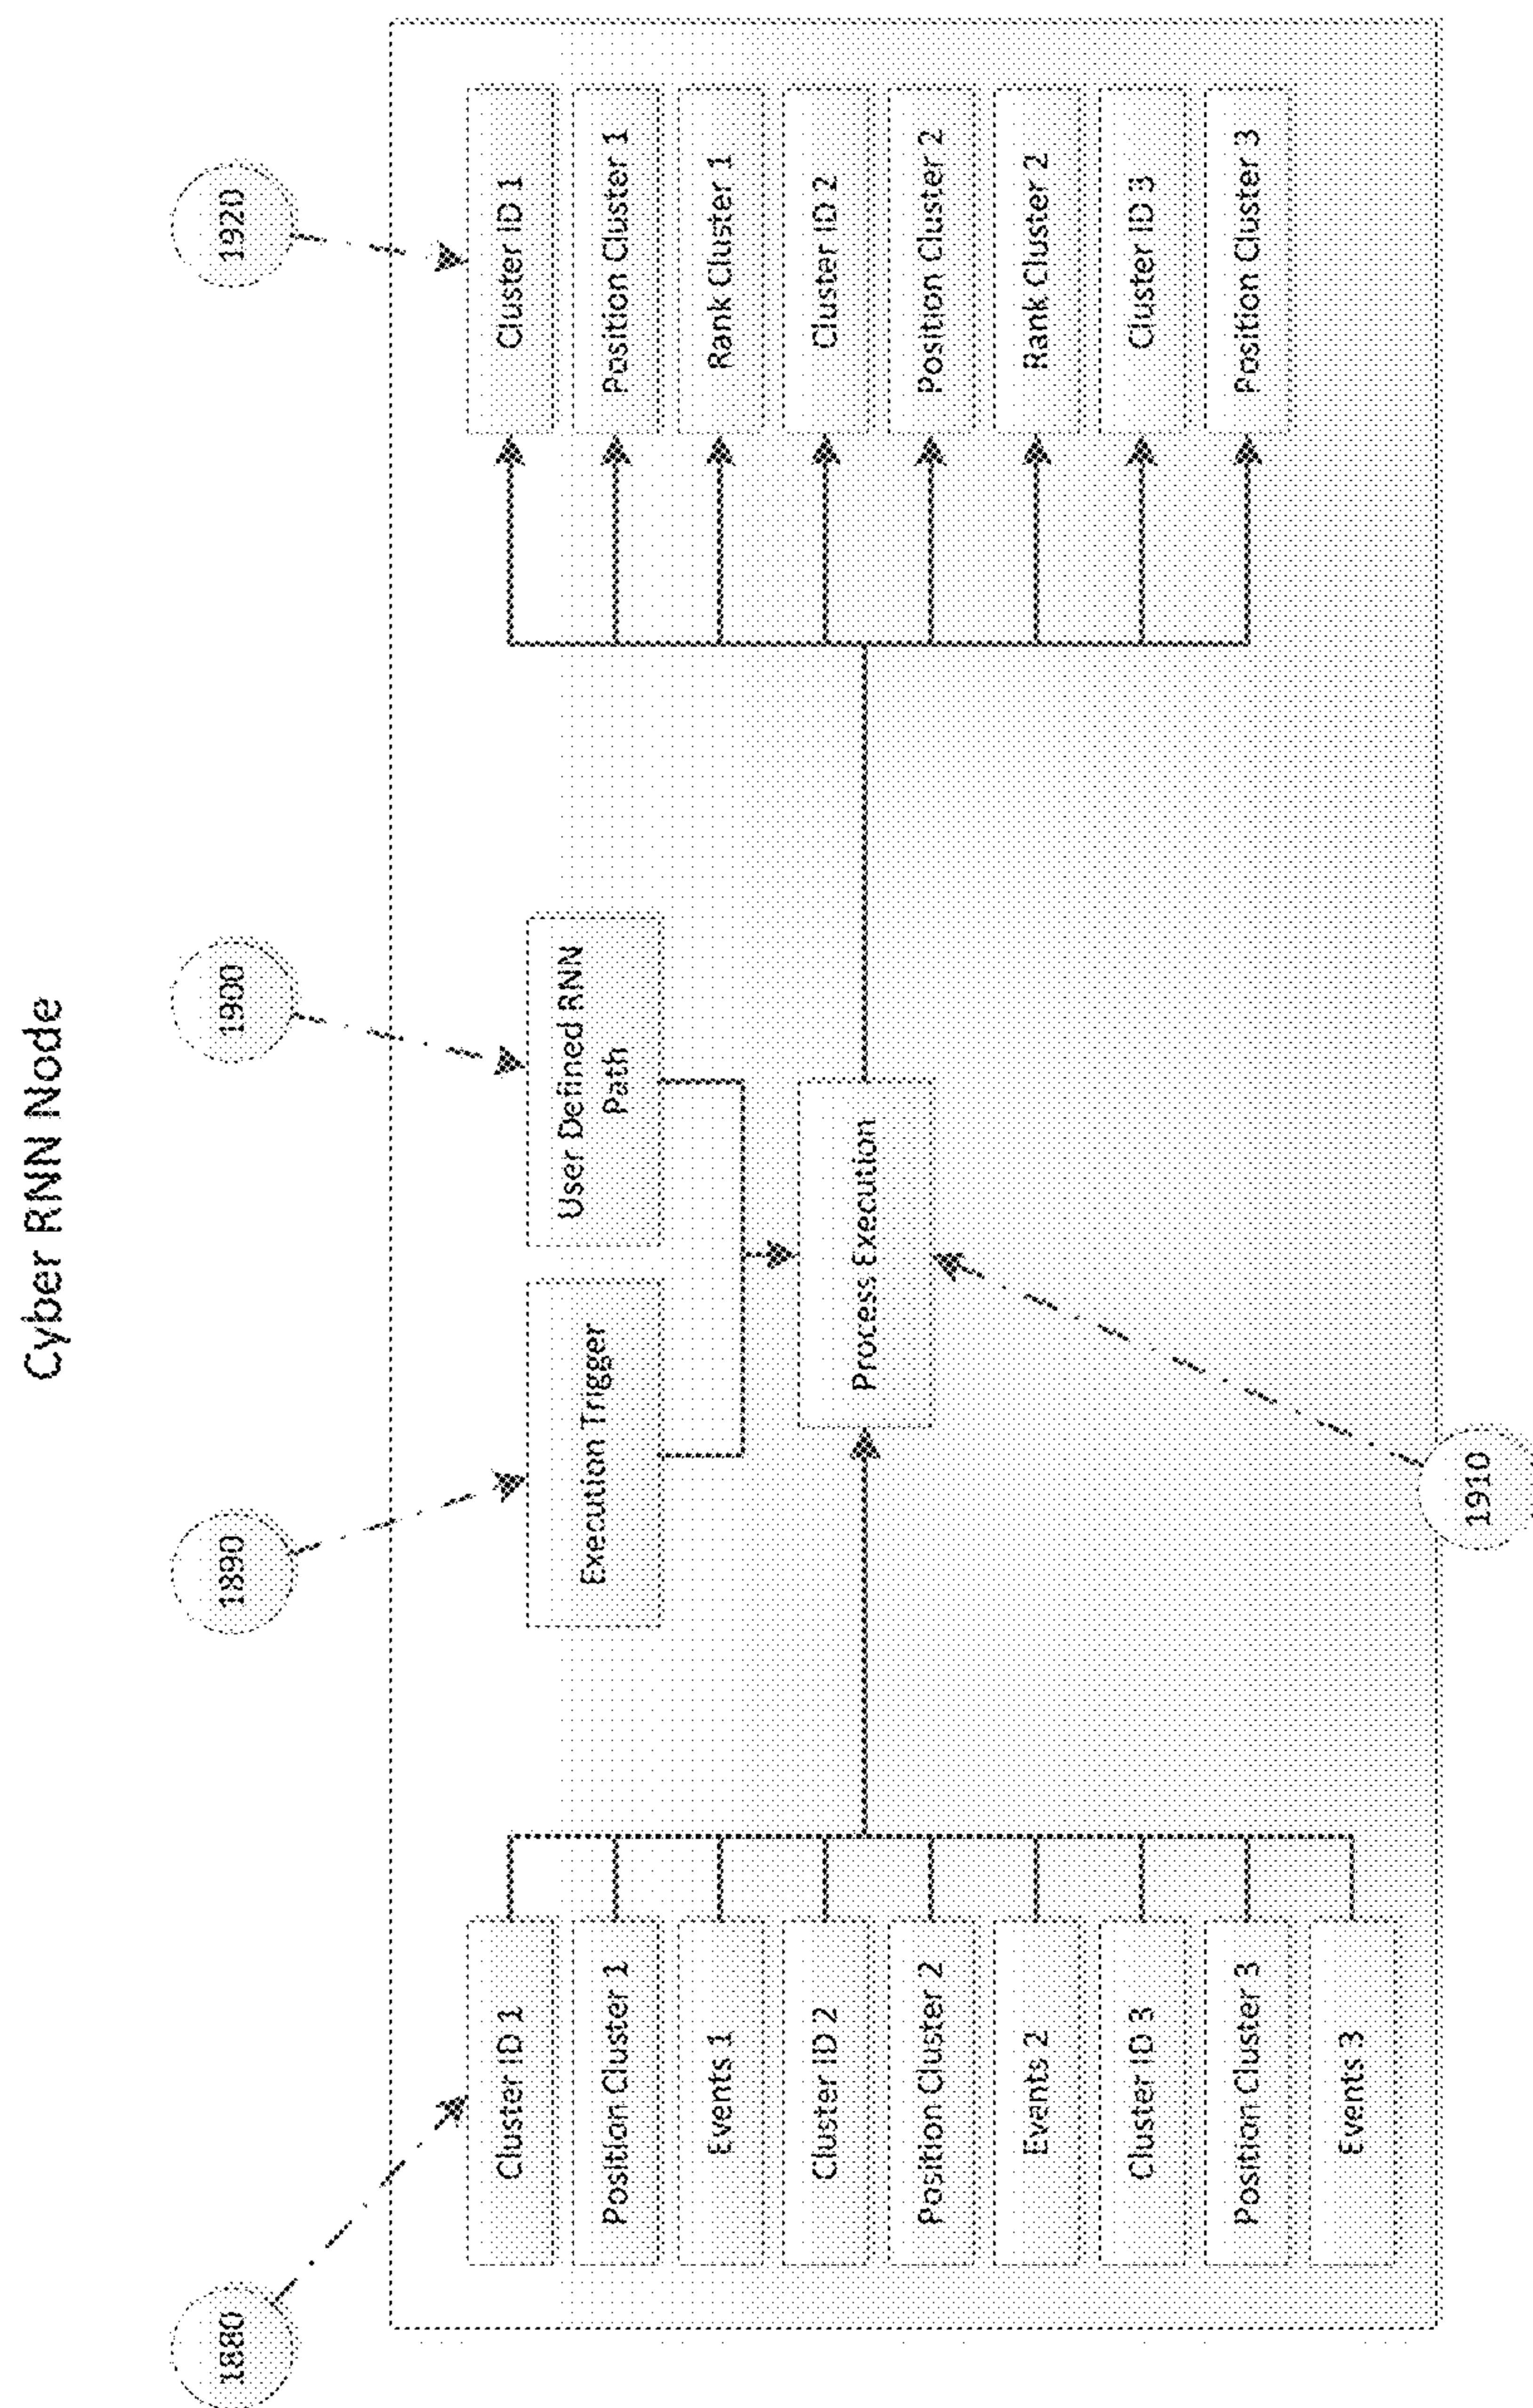 Cyber RNN Node
1880
1890
1900
1920
Cluster ID 1
Position Cluster 1
Events 1
Cluster ID 2
Position Cluster 2
Events 2
Cluster ID 3
Position Cluster 3
Events 3
Execution Trigger
User Defined RNN
Path
Process Execution
Cluster ID 1
Position Cluster 1
Rank Cluster 1
Cluster ID 2
Position Cluster 2
Rank Cluster 2
Cluster ID 3
Position Cluster 3
1910